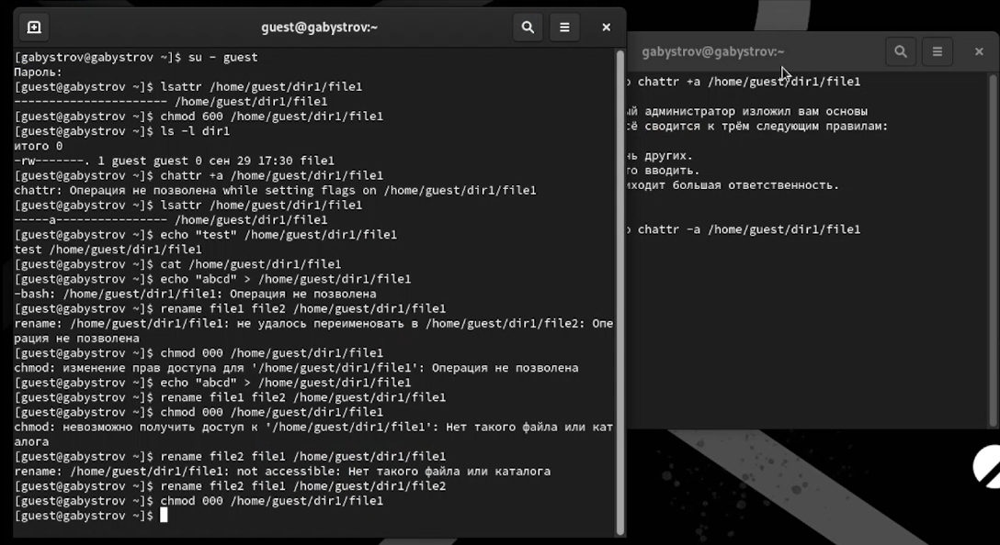 guest@gabystrov:~
[gabystrov@gabystrov ~]$ su - guest
Пароль:
[guest@gabystrov ~]$ lsattr /home/guest/dir1/file1
---------------------- /home/guest/dir1/file1
[guest@gabystrov ~]$ chmod 600 /home/guest/dir1/file1
[guest@gabystrov ~]$ ls -l dir1
итого 0
-rw-------. 1 guest guest 0 сен 29 17:30 file1
[guest@gabystrov ~]$ chattr +a /home/guest/dir1/file1
chattr: Операция не позволена while setting flags on /home/guest/dir1/file1
[guest@gabystrov ~]$ lsattr /home/guest/dir1/file1
-----a---------------- /home/guest/dir1/file1
[guest@gabystrov ~]$ echo "test" /home/guest/dir1/file1
test /home/guest/dir1/file1
[guest@gabystrov ~]$ cat /home/guest/dir1/file1
[guest@gabystrov ~]$ echo "abcd" > /home/guest/dir1/file1
-bash: /home/guest/dir1/file1: Операция не позволена
[guest@gabystrov ~]$ rename file1 file2 /home/guest/dir1/file1
rename: /home/guest/dir1/file1: не удалось переименовать в /home/guest/dir1/file2: Опе
рация не позволена
[guest@gabystrov ~]$ chmod 000 /home/guest/dir1/file1
chmod: изменение прав доступа для '/home/guest/dir1/file1': Операция не позволена
[guest@gabystrov ~]$ echo "abcd" > /home/guest/dir1/file1
[guest@gabystrov ~]$ rename file1 file2 /home/guest/dir1/file1
[guest@gabystrov ~]$ chmod 000 /home/guest/dir1/file1
chmod: невозможно получить доступ к '/home/guest/dir1/file1': Нет такого файла или кат
алога
[guest@gabystrov ~]$ rename file2 file1 /home/guest/dir1/file1
rename: /home/guest/dir1/file1: not accessible: Нет такого файла или каталога
[guest@gabystrov ~]$ rename file2 file1 /home/guest/dir1/file2
[guest@gabystrov ~]$ chmod 000 /home/guest/dir1/file1
[guest@gabystrov ~]$
gabystrov@gabystrov:~
chattr +a /home/guest/dir1/file1
администратор изложил вам основы
сводится к трём следующим правилам:
других.
вводить.
большая ответственность.
chattr -a /home/guest/dir1/file1